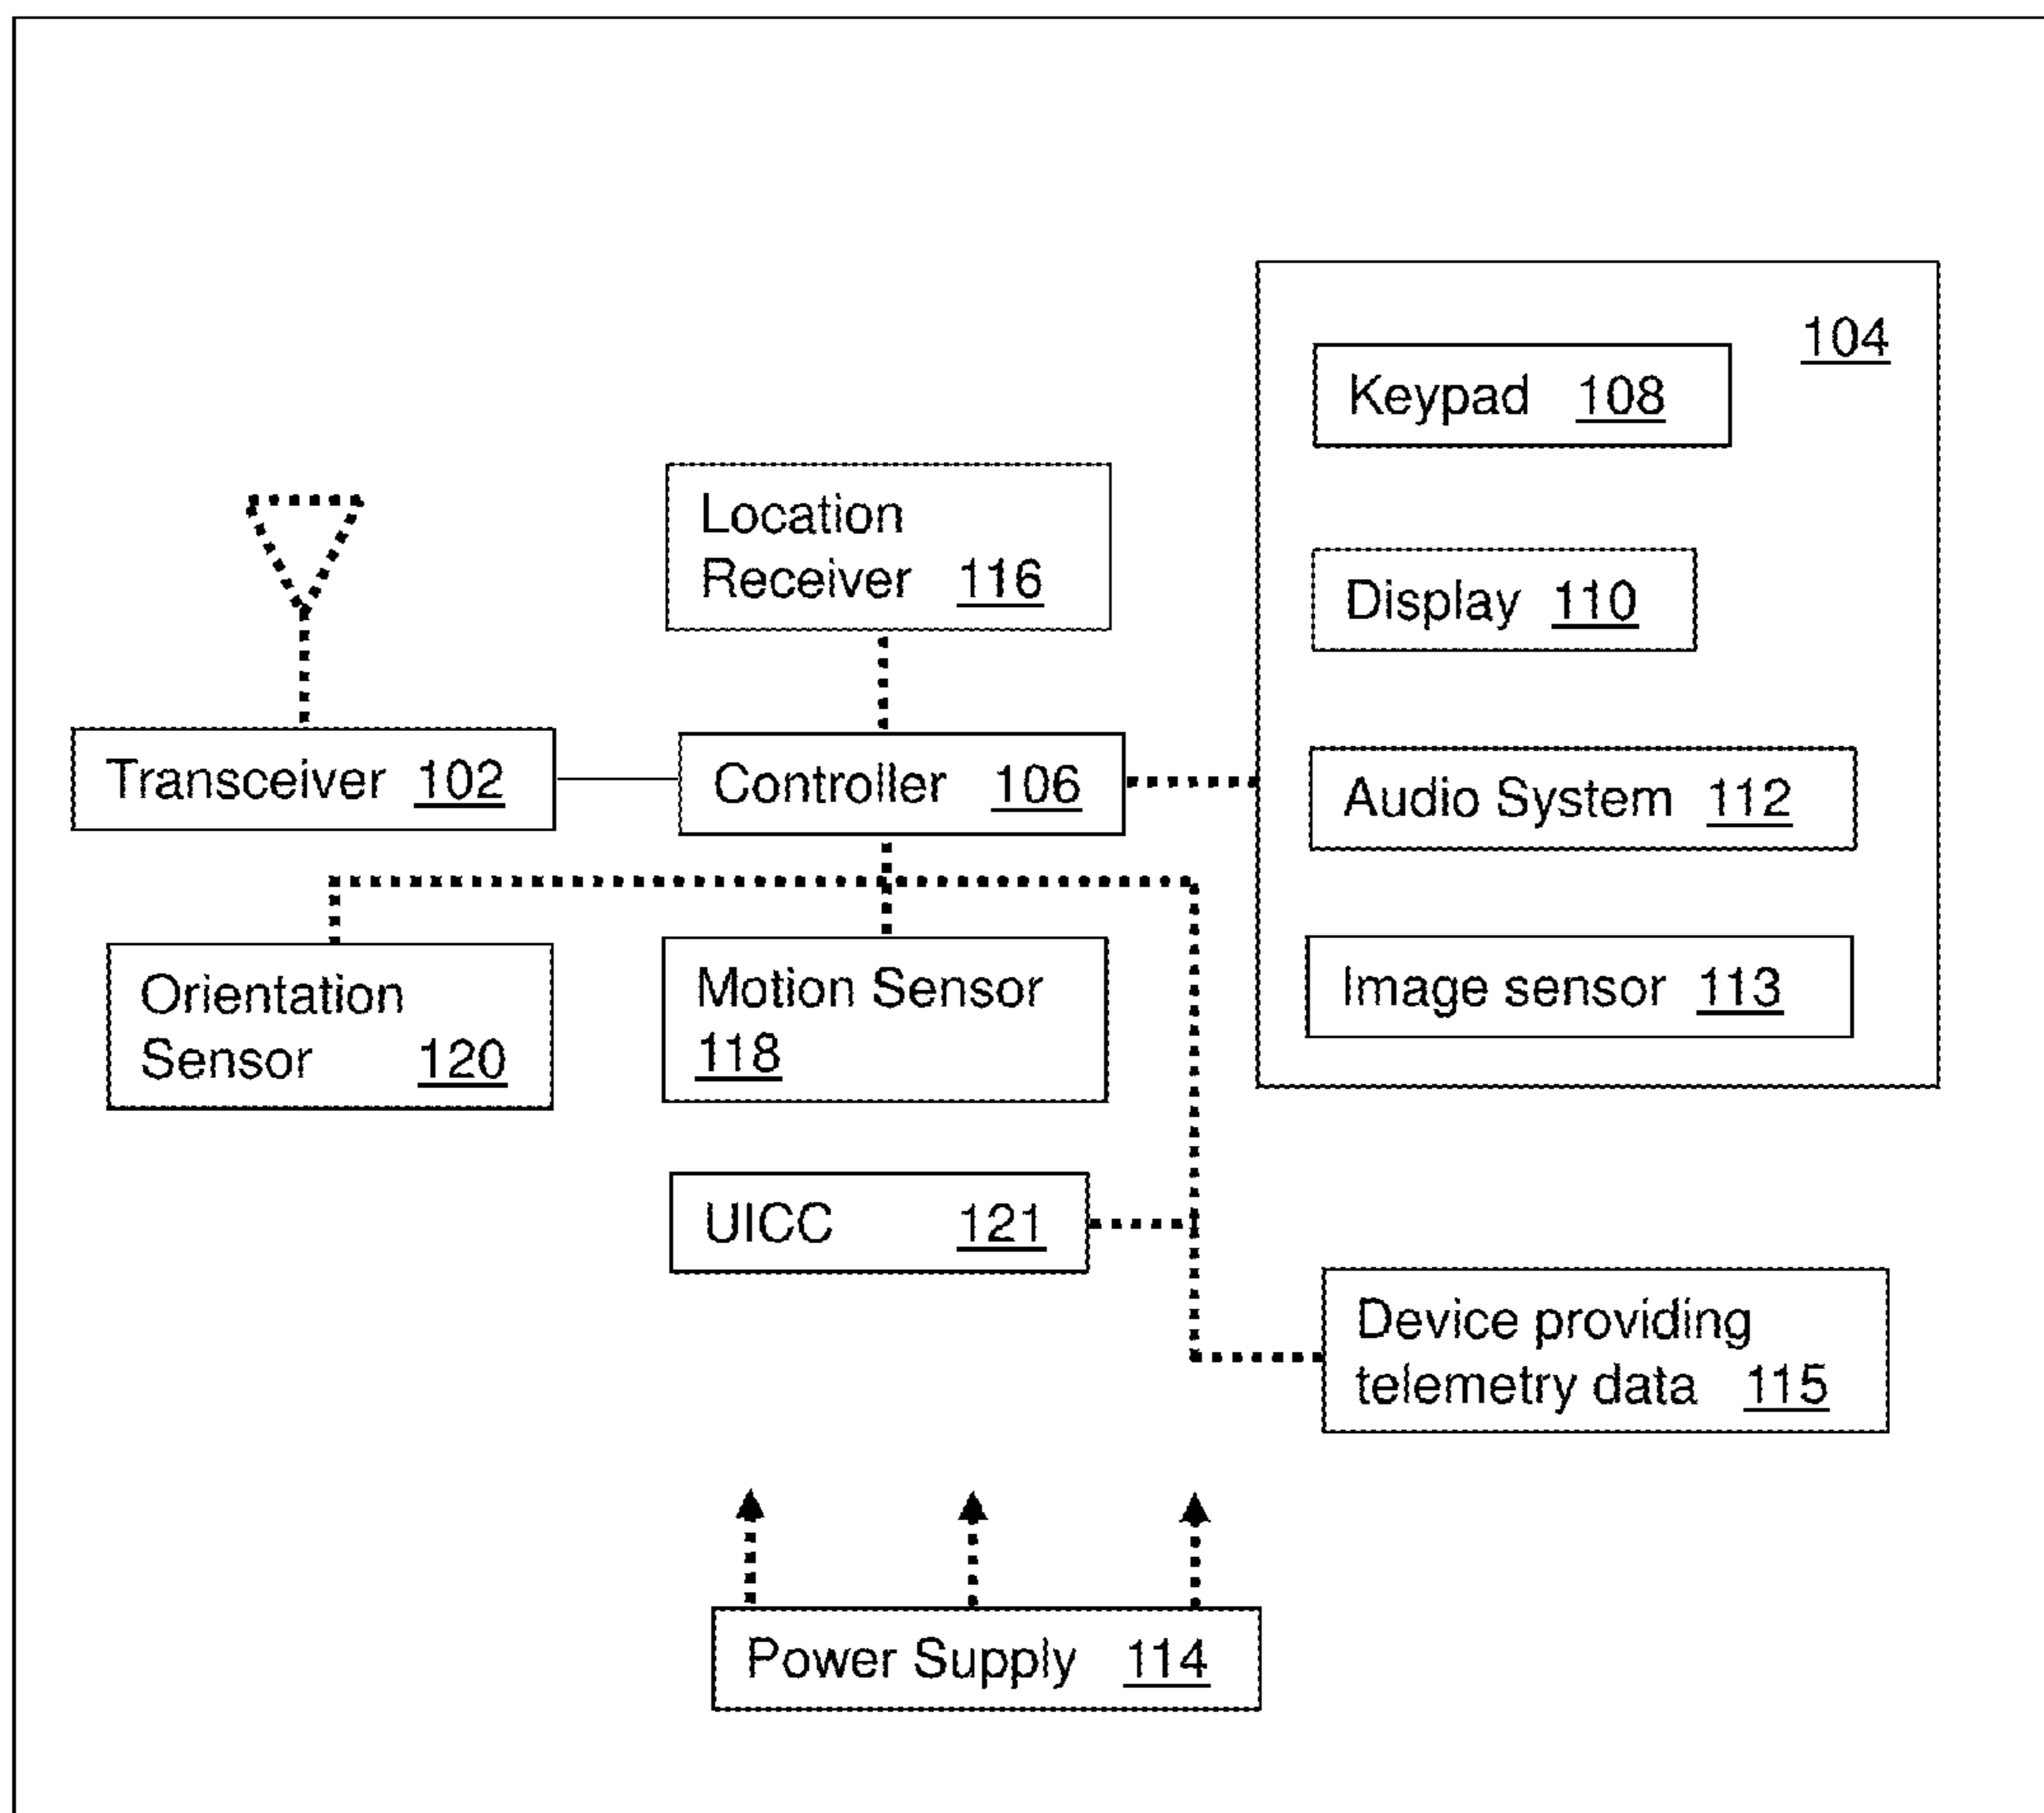 104
Keypad 108
Location
Receiver 116
Display 110
Transceiver 102
Controller 106
Audio System 112
Orientation
Sensor 120
Motion Sensor
118
Image sensor 113
UICC 121
Device providing
telemetry data 115
Power Supply 114